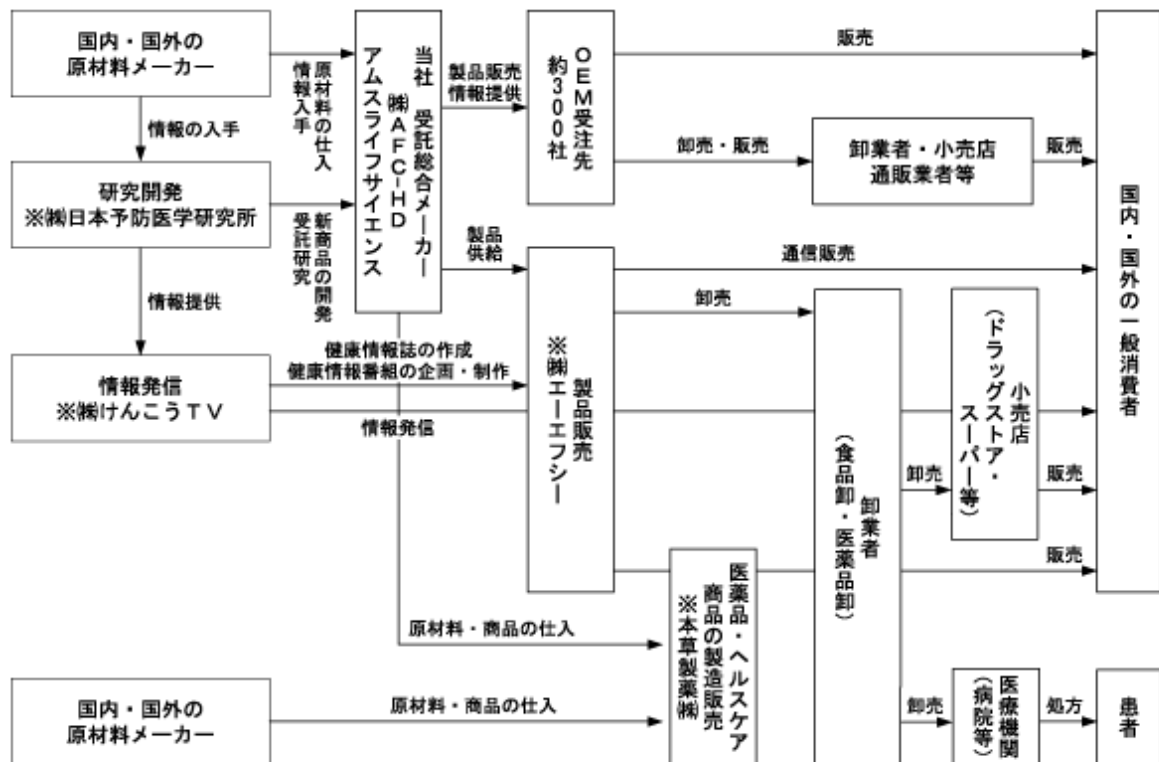 国内・国外の
原材料メーカー
原材料の仕入
情報入手
情報の入手
研究開発
※㈱日本予防医学研究所
新商品の開発
受託研究
情報提供
情報発信
※㈱けんこうＴＶ
当社　受託総合メーカー
㈱ＡＦＣ－ＨＤ
アムスライフサイエンス
製品販売
情報提供
ＯＥＭ受注先
約３００社
販売
卸売・販売
卸業者・小売店
通販業者等
販売
製品
供給
健康情報誌の作成
健康情報番組の企画・制作
情報発信
製品販売
※㈱エーエフシー
通信販売
卸売
卸業者
（食品卸・医薬品卸）
卸売
小売店
（ドラッグストア・
スーパー等）
販売
販売
国内・国外の一般消費者
原材料・商品の仕入
国内・国外の
原材料メーカー
原材料・商品の仕入
医薬品・ヘルスケア
商品の製造販売
※本草製薬㈱
卸売
医療機関
（病院等）
処方
患者